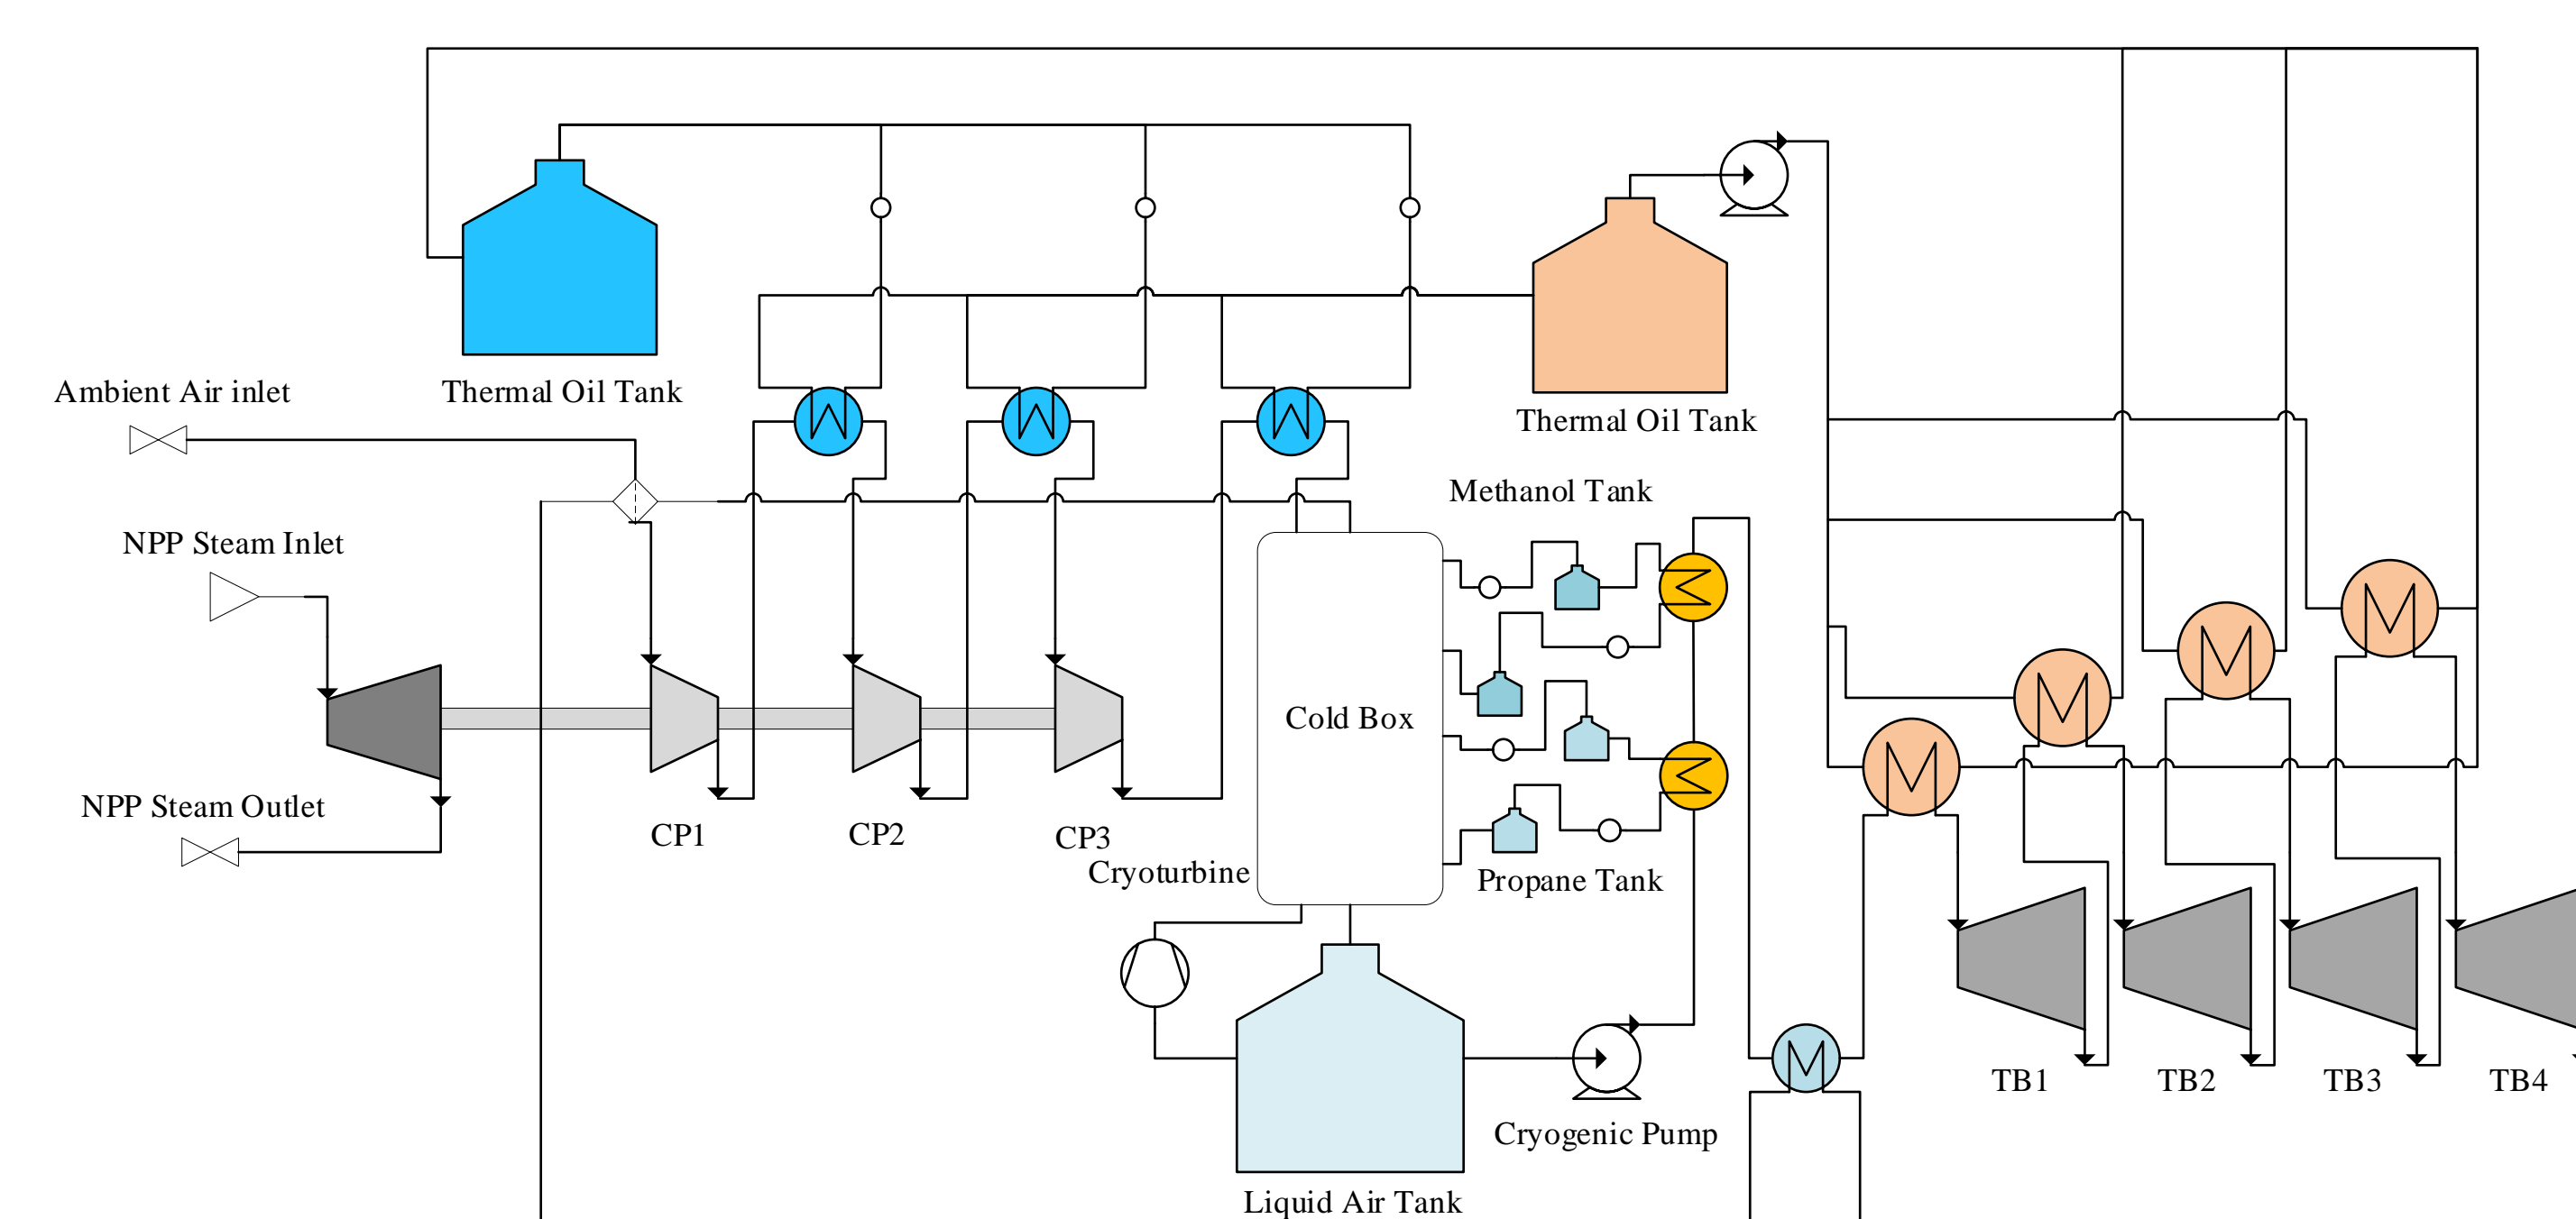 Ambient Air inlet
Thermal Oil Tank
Thermal Oil Tank
Methanol Tank
NPP Steam Inlet
Cold Box
NPP Steam Outlet
CP1
CP2
CP3
Cryoturbine
Propane Tank
TB1
TB2
TB3
TB4
Cryogenic Pump
Liquid Air Tank